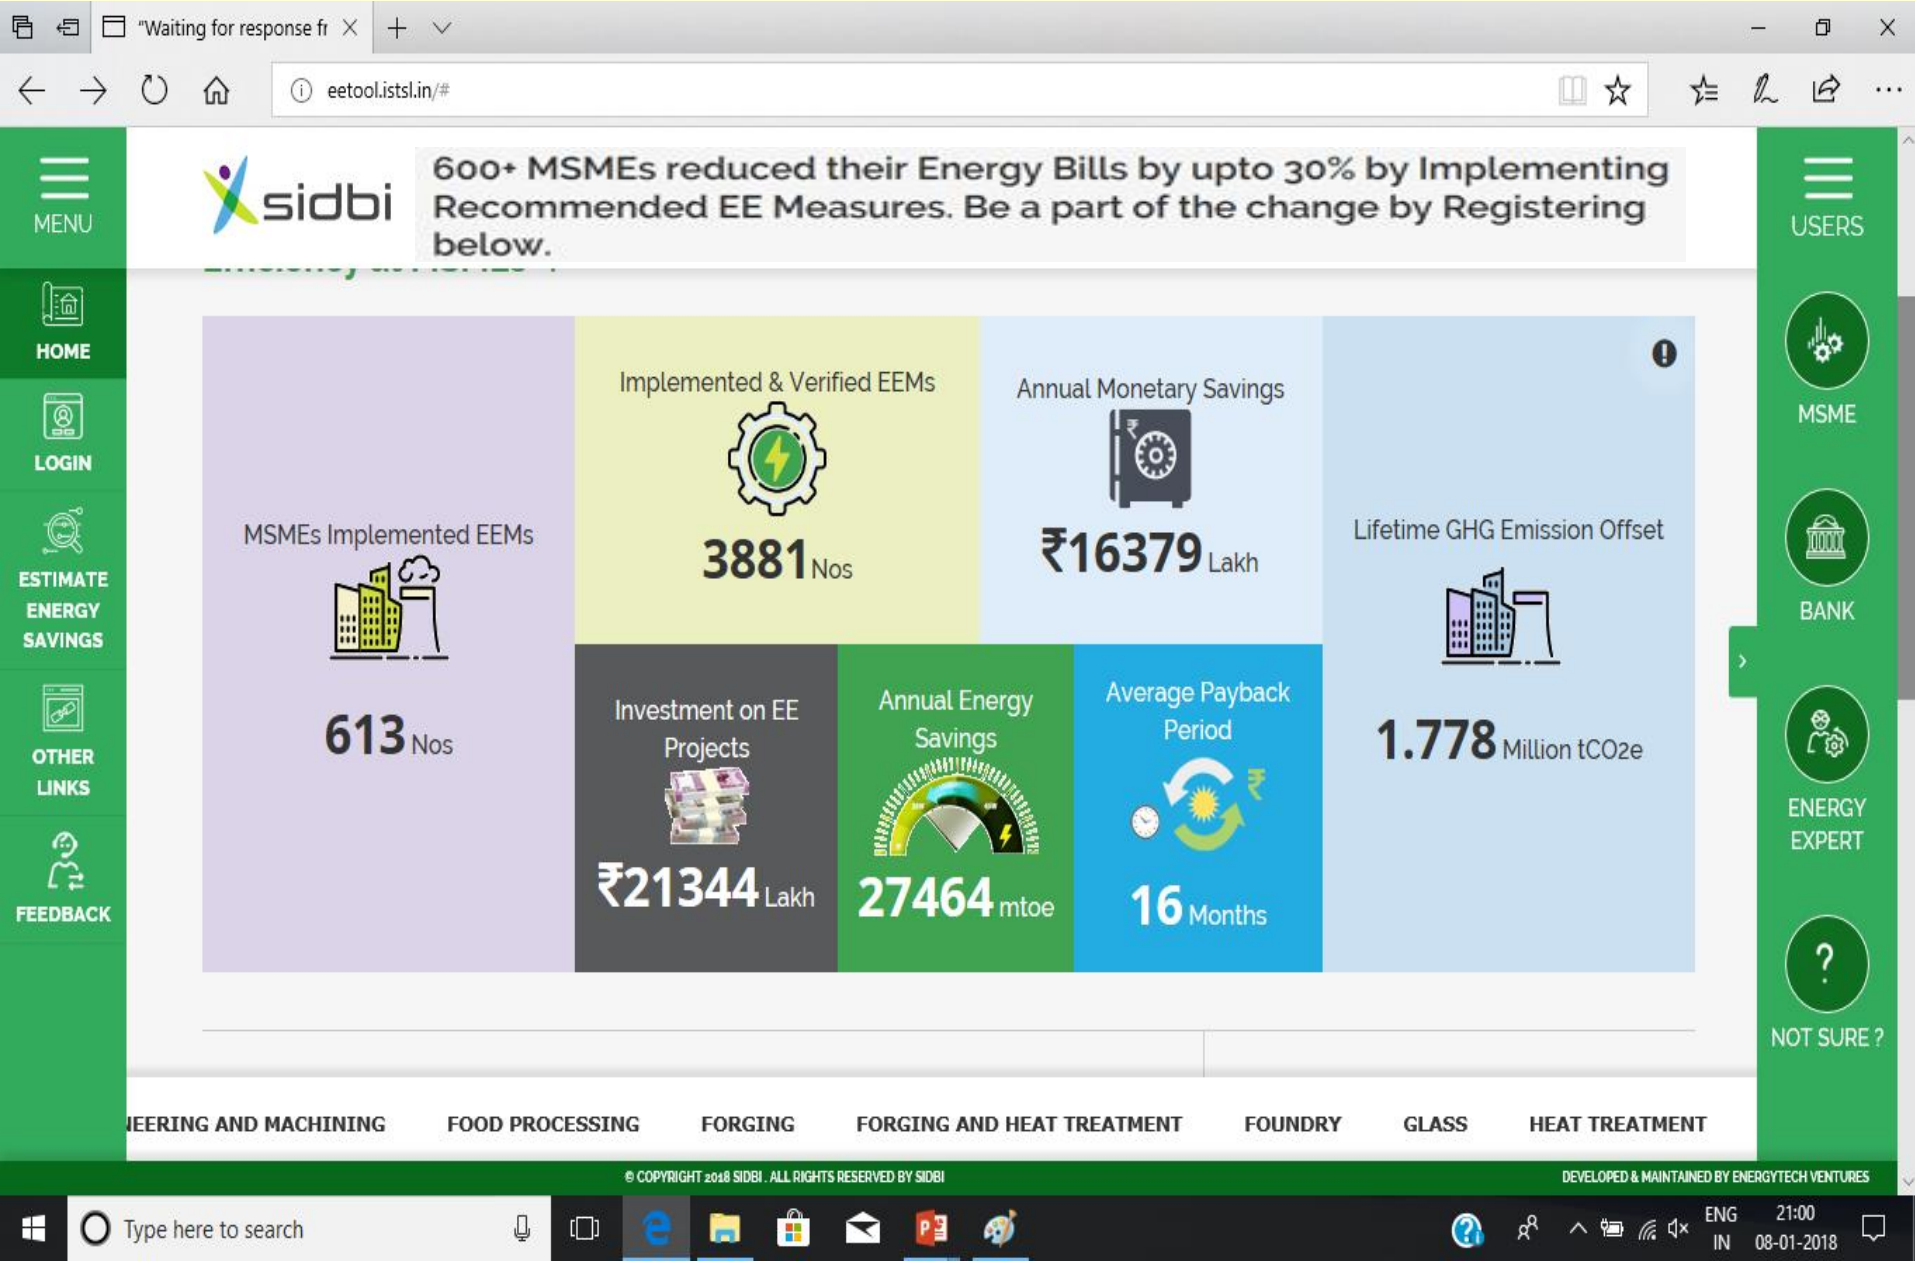 "Waiting for response fr
eetool.istsl.in/#
MENU
sidbi
600+ MSMEs reduced their Energy Bills by upto 30% by Implementing
Recommended EE Measures. Be a part of the change by Registering
below.
USERS
HOME
LOGIN
ESTIMATE
ENERGY
SAVINGS
OTHER
LINKS
FEEDBACK
MSMEs Implemented EEMs
613 Nos
Implemented & Verified EEMs
3881 Nos
Annual Monetary Savings
₹16379 Lakh
Investment on EE
Projects
₹21344 Lakh
Annual Energy
Savings
27464 mtoe
Average Payback
Period
16 Months
Lifetime GHG Emission Offset
1.778 Million tCO2e
MSME
BANK
ENERGY
EXPERT
?
NOT SURE ?
NEERING AND MACHINING FOOD PROCESSING FORGING FORGING AND HEAT TREATMENT FOUNDRY GLASS HEAT TREATMENT
© COPYRIGHT 2018 SIDBI . ALL RIGHTS RESERVED BY SIDBI
DEVELOPED & MAINTAINED BY ENERGYTECH VENTURES
Type here to search
ENG
IN
21:00
08-01-2018